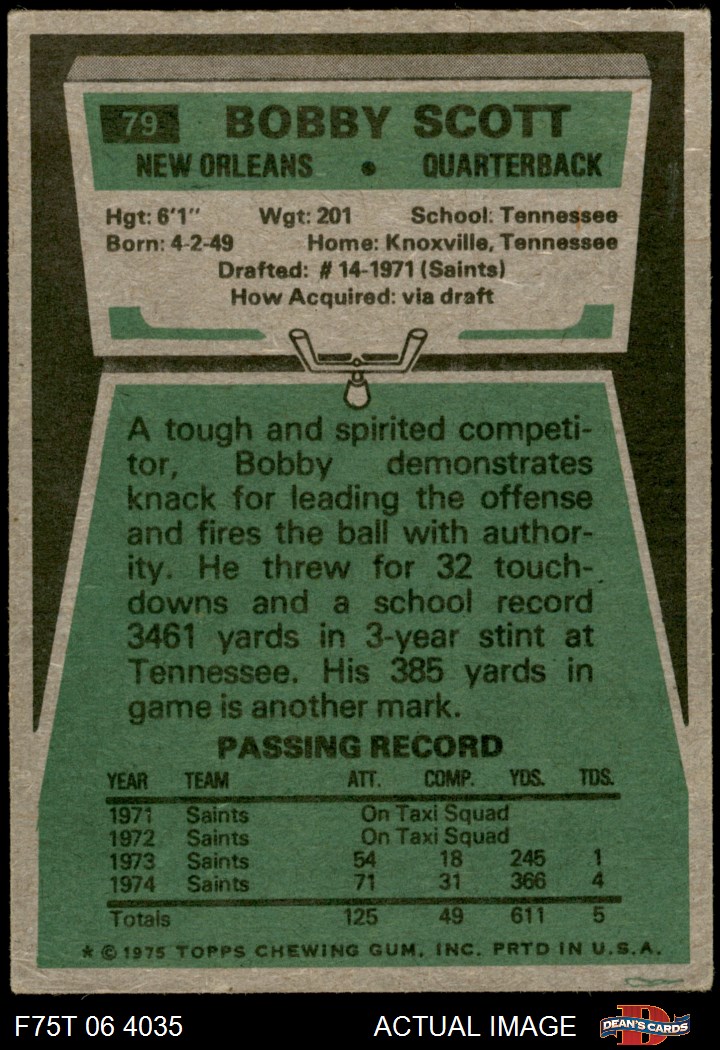 79 BOBBY SCOTT
NEW ORLEANS • QUARTERBACK
Hgt: 6'1" Wgt: 201 School: Tennessee
Born: 4-2-49 Home: Knoxville, Tennessee
Drafted: # 14-1971 (Saints)
How Acquired: via draft
A tough and spirited competi-
tor, Bobby demonstrates
knack for leading the offense
and fires the ball with author-
ity. He threw for 32 touch-
downs and a school record
3461 yards in 3-year stint at
Tennessee. His 385 yards in
game is another mark.
PASSING RECORD
YEAR TEAM ATT. COMP. YDS. TDS.
1971 Saints On Taxi Squad
1972 Saints On Taxi Squad
1973 Saints 54 18 245 1
1974 Saints 71 31 366 4
Totals 125 49 611 5
* © 1975 TOPPS CHEWING GUM, INC. PRTD IN U.S.A.
F75T 06 4035 ACTUAL IMAGE D DEAN'S CARDS